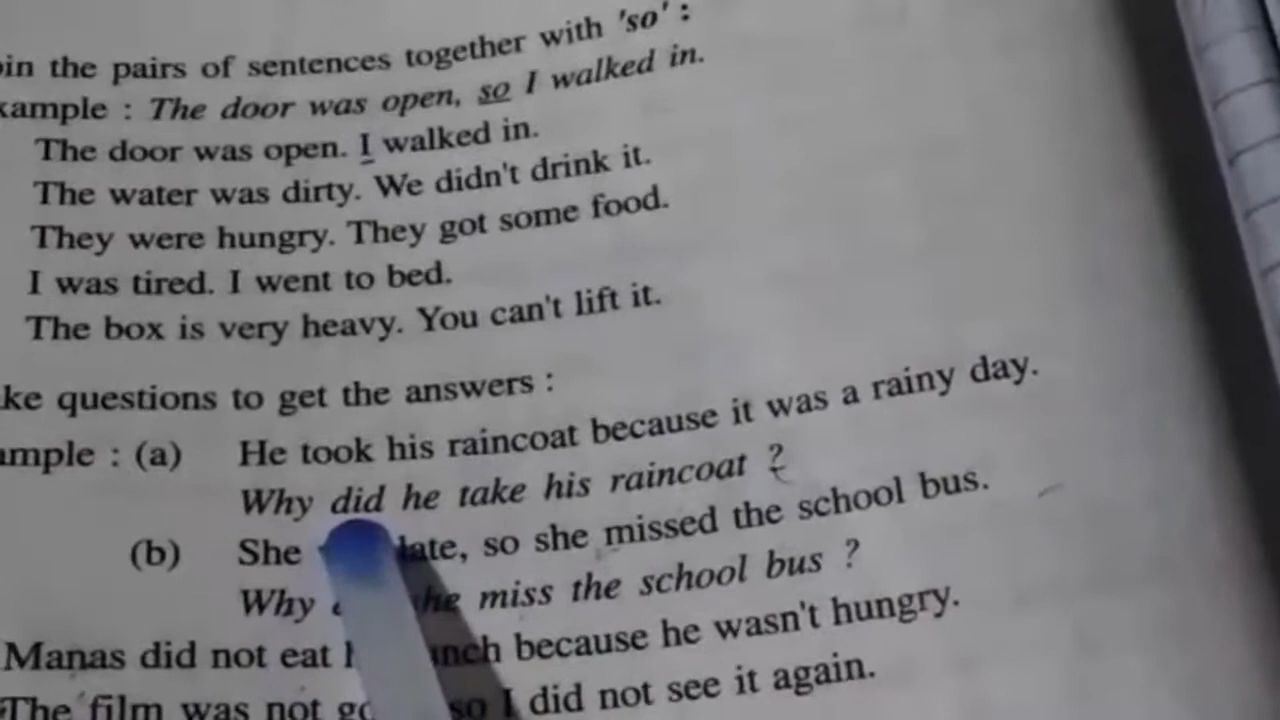 in the pairs of sentences together with 'so' :
xample : The door was open, so I walked in.
The door was open. I walked in.
The water was dirty. We didn't drink it.
They were hungry. They got some food.
I was tired. I went to bed.
The box is very heavy. You can't lift it.
ke questions to get the answers :
mple : (a) He took his raincoat because it was a rainy day.
Why did he take his raincoat ?
(b) She late, so she missed the school bus.
Why she miss the school bus ?
Manas did not eat because he wasn't hungry.
The film was not so I did not see it again.